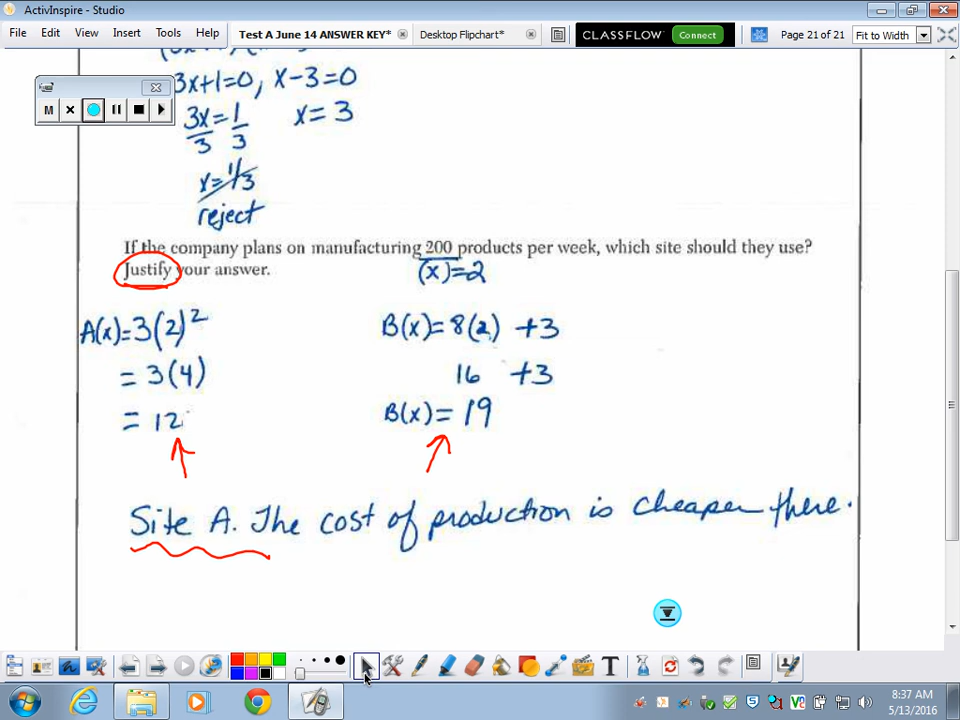 ActivInspire - Studio
File Edit View Insert Tools Help Test A June 14 ANSWER KEY* Desktop Flipchart* CLASSFLOW Connect Page 21 of 21 Fit to Width
M
3x+1=0, x-3=0
3x = 1 x = 3
3 3
x = 1/3
reject
If the company plans on manufacturing 200 products per week, which site should they use?
Justify your answer. (x)=2
A(x)=3(2)² B(x)=8(2) +3
= 3(4) 16 +3
= 12 B(x)= 19
Site A. The cost of production is cheaper there.
T
8:37 AM
5/13/2016